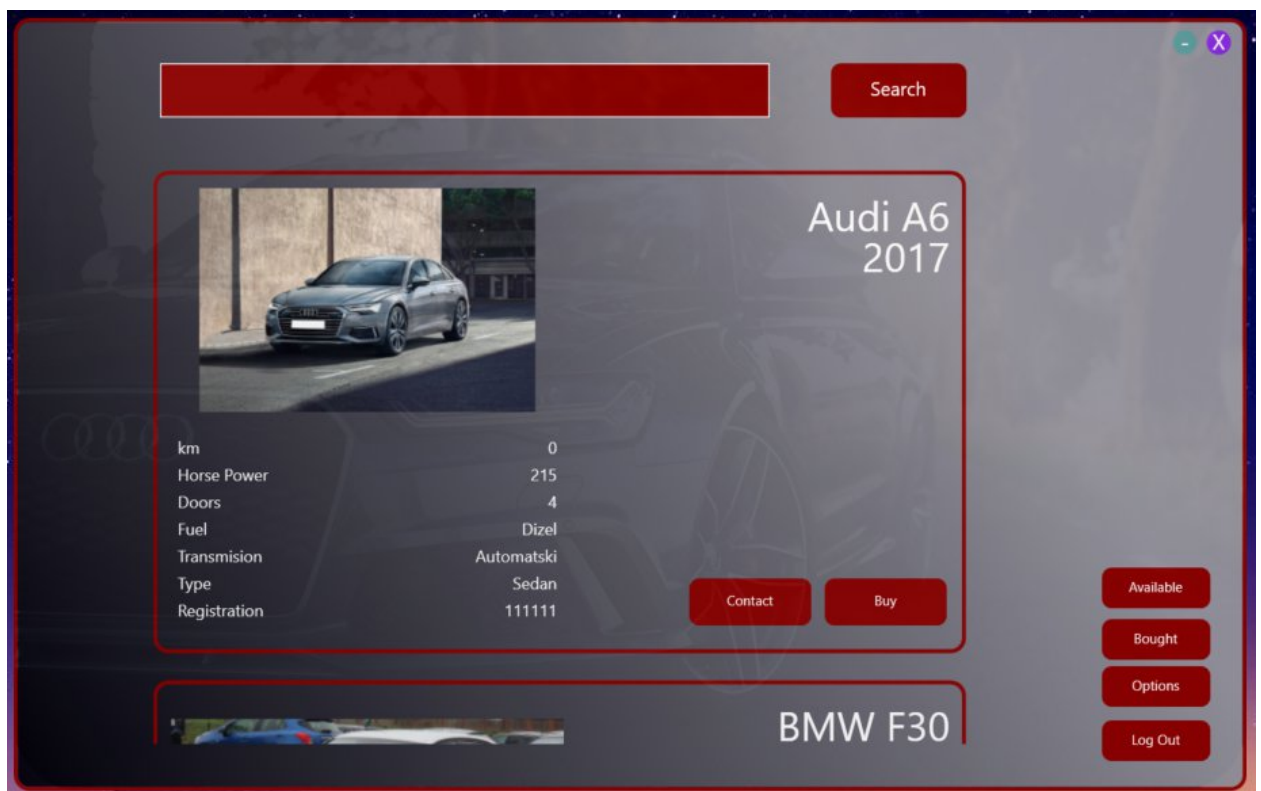 - X
Search
Audi A6
2017
km 0
Horse Power 215
Doors 4
Fuel Dizel
Transmision Automatski
Type Sedan
Registration 111111
Contact Buy
Available
Bought
Options
Log Out
BMW F30